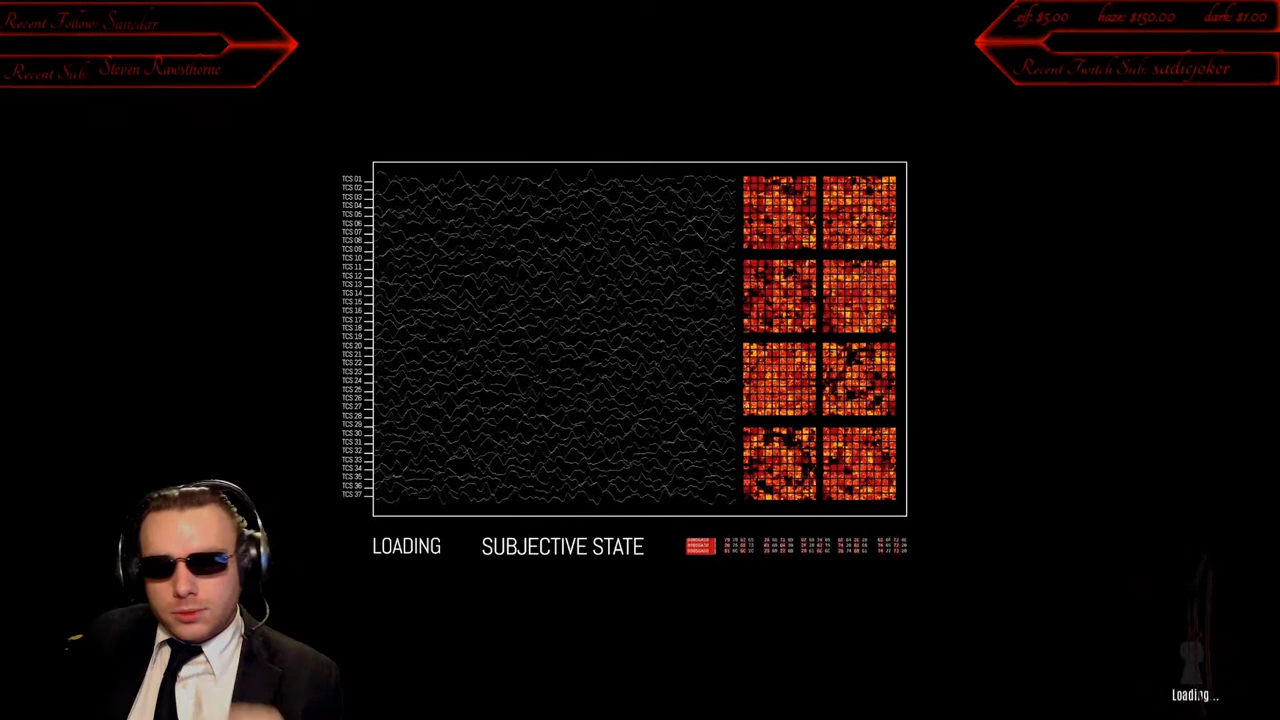 Recent Follow: Sancdar
Recent Sub: Steven Rawsthorne
$5.00 haze: $150.00 dark: $1.00
Recent Twitch Sub: sadicjoker
TCS 01
TCS 02
TCS 03
TCS 04
TCS 05
TCS 06
TCS 07
TCS 08
TCS 09
TCS 10
TCS 11
TCS 12
TCS 13
TCS 14
TCS 15
TCS 16
TCS 17
TCS 18
TCS 19
TCS 20
TCS 21
TCS 22
TCS 23
TCS 24
TCS 25
TCS 26
TCS 27
TCS 28
TCS 29
TCS 30
TCS 31
TCS 32
TCS 33
TCS 34
TCS 35
TCS 36
TCS 37
LOADING SUBJECTIVE STATE
Loading...